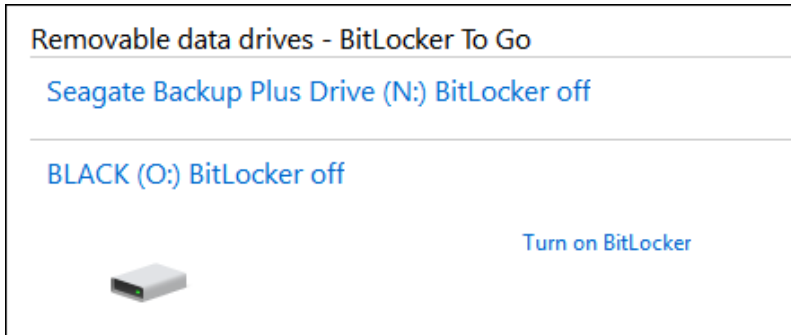 Removable data drives - BitLocker To Go
Seagate Backup Plus Drive (N:) BitLocker off
BLACK (O:) BitLocker off
Turn on BitLocker